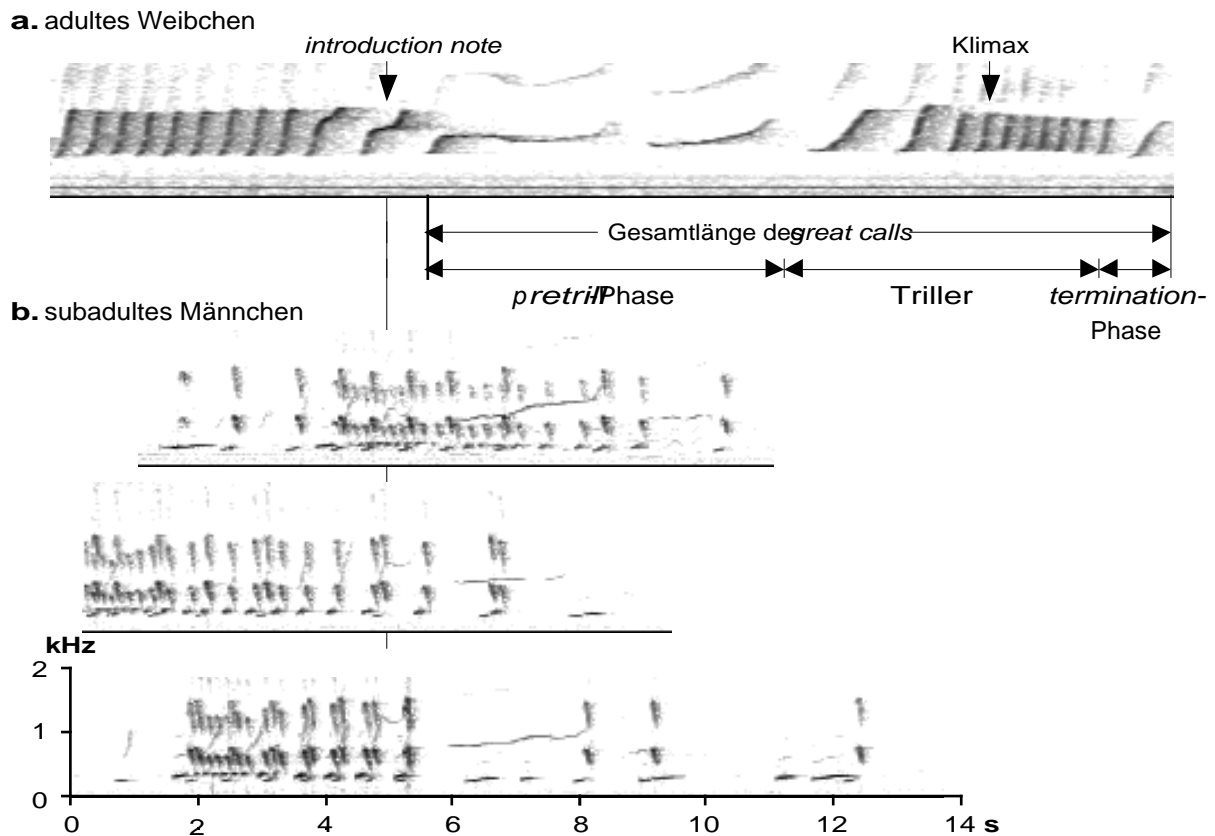 a. adultes Weibchen
introduction note
Klimax
Gesamtlänge des great calls
pretrill-Phase
Triller
termination-
Phase
b. subadultes Männchen
kHz
2
1
0
0 2 4 6 8 10 12 14 s